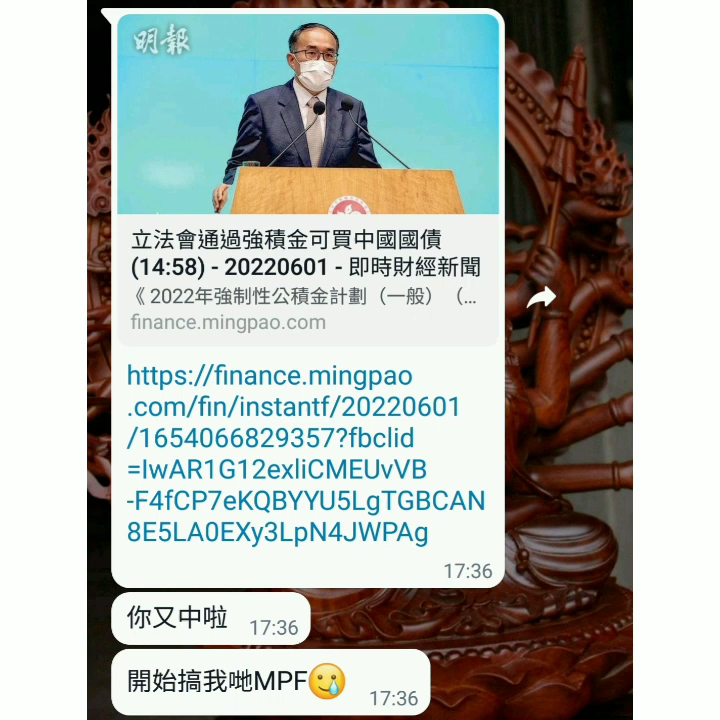 明報
立法會通過強積金可買中國國債
(14:58) - 20220601 - 即時財經新聞
《 2022年強制性公積金計劃（一般）（...
finance.mingpao.com
https://finance.mingpao
.com/fin/instantf/20220601
/1654066829357?fbclid
=IwAR1G12exliCMEUvVB
-F4fCP7eKQBYYU5LgTGBCAN
8E5LA0EXy3LpN4JWPAg
17:36
你又中啦 17:36
開始搞我哋MPF🥲 17:36